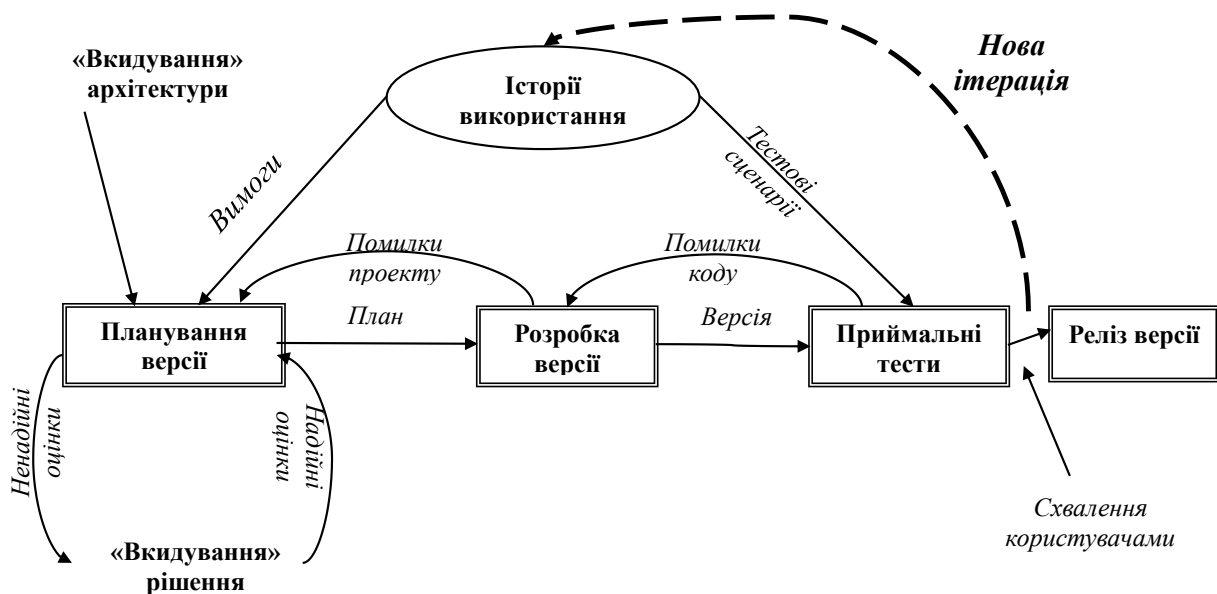 «Вкидування»
архітектури
Історії
використання
Нова
ітерація
Вимоги
Тестові
сценарії
Помилки
проекту
Помилки
коду
Планування
версії
План
Розробка
версії
Версія
Приймальні
тести
Реліз версії
Ненадійні
оцінки
Надійні
оцінки
«Вкидування»
рішення
Схвалення
користувачами